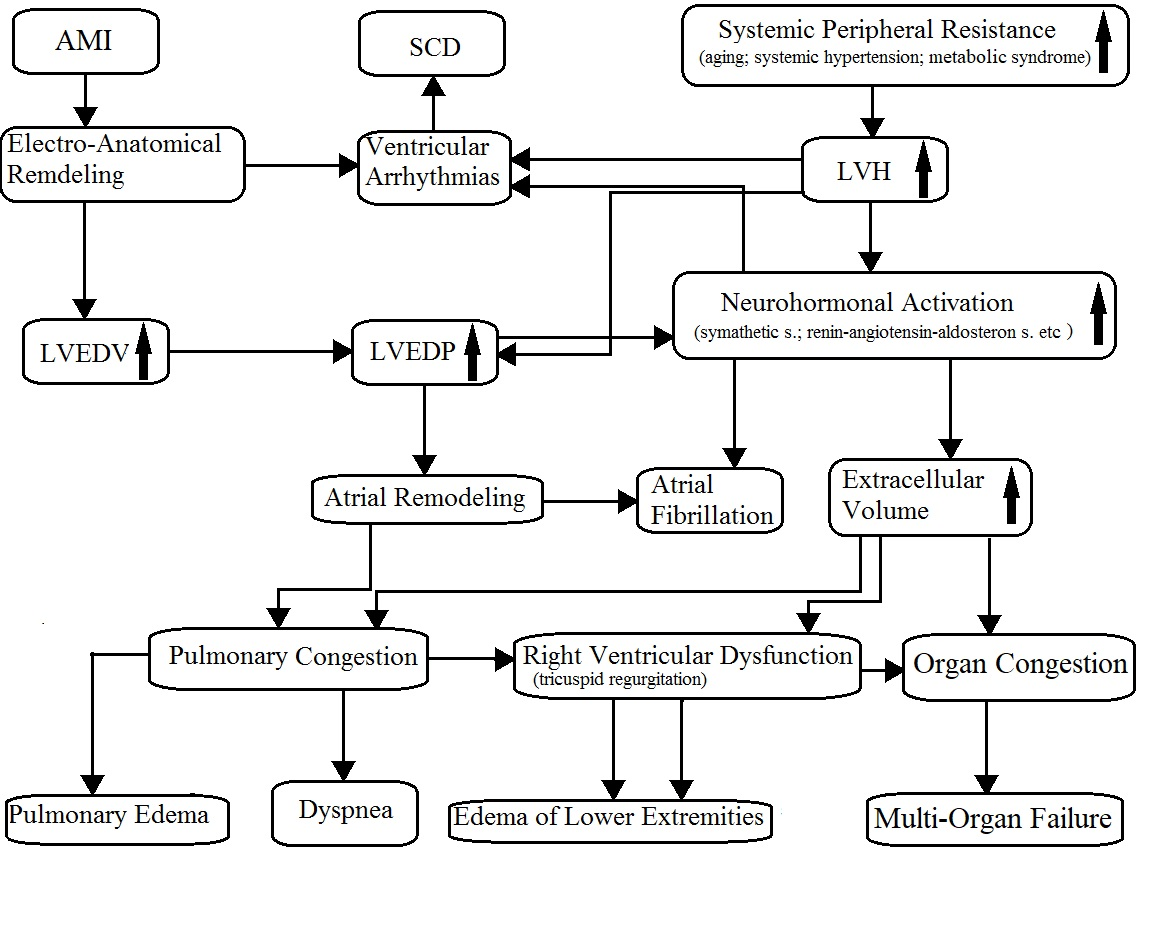 AMI
SCD
Systemic Peripheral Resistance
(aging; systemic hypertension; metabolic syndrome)
Electro-Anatomical
Remdeling
Ventricular
Arrhythmias
LVH
Neurohormonal Activation
(symathetic s.; renin-angiotensin-aldosteron s. etc )
LVEDV
LVEDP
Atrial Remodeling
Atrial
Fibrillation
Extracellular
Volume
Pulmonary Congestion
Right Ventricular Dysfunction
(tricuspid regurgitation)
Organ Congestion
Pulmonary Edema
Dyspnea
Edema of Lower Extremities
Multi-Organ Failure